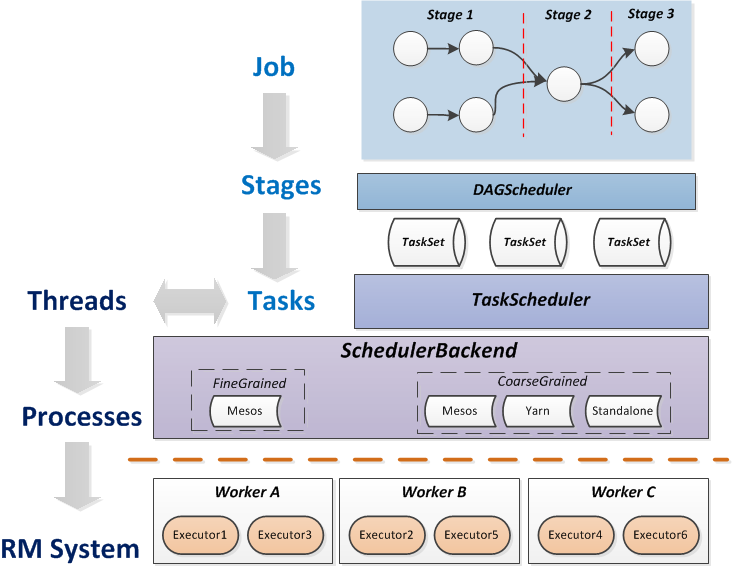 Stage 1
Stage 2
Stage 3
Job
Stages
DAGScheduler
TaskSet
TaskSet
TaskSet
Threads
Tasks
TaskScheduler
SchedulerBackend
FineGrained
CoarseGrained
Mesos
Mesos
Yarn
Standalone
Processes
Worker A
Worker B
Worker C
Executor1
Executor3
Executor2
Executor5
Executor4
Executor6
RM System